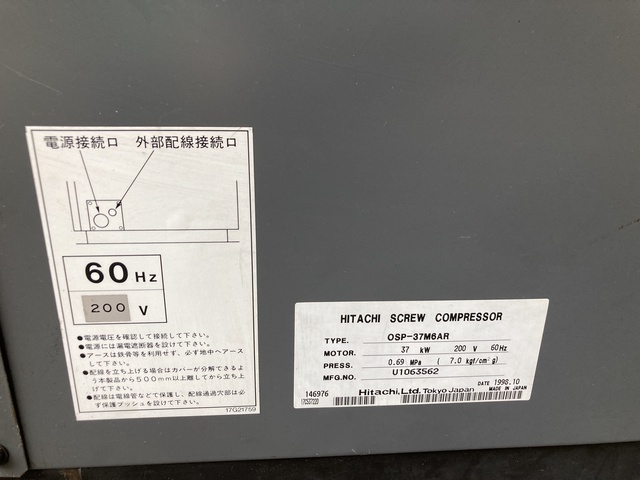 電源接続口 外部配線接続口
60Hz
200 V
●電源電圧を確認して接続して下さい。
●電源には漏電遮断器を設けて下さい。
●アースは鉄骨等を利用せず、必ず地中へアース
して下さい。
●配線を立ち上げる場合はカバーが分解できるよ
う本製品から500mm以上離してから立ち上
げて下さい。
●配線は電線管などで保護し、配線通過穴部は必
ず保護ブッシュを設けて下さい。
17G21759
HITACHI SCREW COMPRESSOR
TYPE. OSP-37M6AR
MOTOR. 37 kW 200 V 60Hz
PRESS. 0.69 MPa ( 7.0 kgf/cm²g)
MFG.NO. U1063562
DATE 1998.10
146976 Hitachi,Ltd.Tokyo Japan MADE IN JAPAN